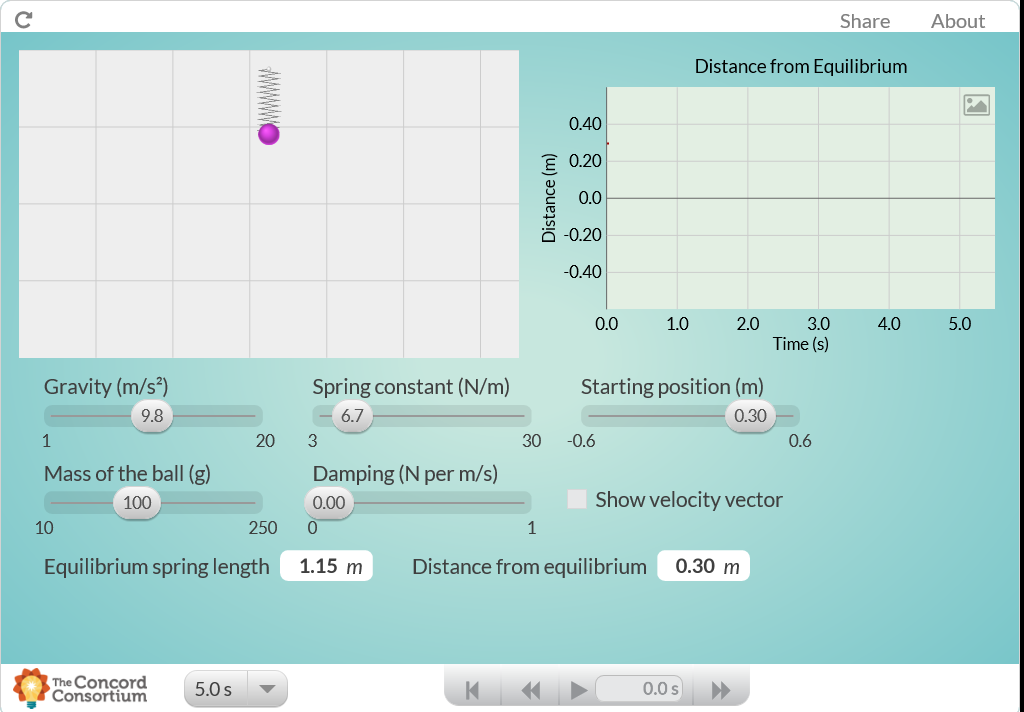 Share About
Distance from Equilibrium
0.40
0.20
0.0
-0.20
-0.40
Distance (m)
0.0 1.0 2.0 3.0 4.0 5.0
Time (s)
Gravity (m/s²) Spring constant (N/m) Starting position (m)
9.8 6.7 0.30
1 20 3 30 -0.6 0.6
Mass of the ball (g) Damping (N per m/s)
100 0.00 Show velocity vector
10 250 0 1
Equilibrium spring length 1.15 m Distance from equilibrium 0.30 m
The Concord
Consortium
5.0 s 0.0 s